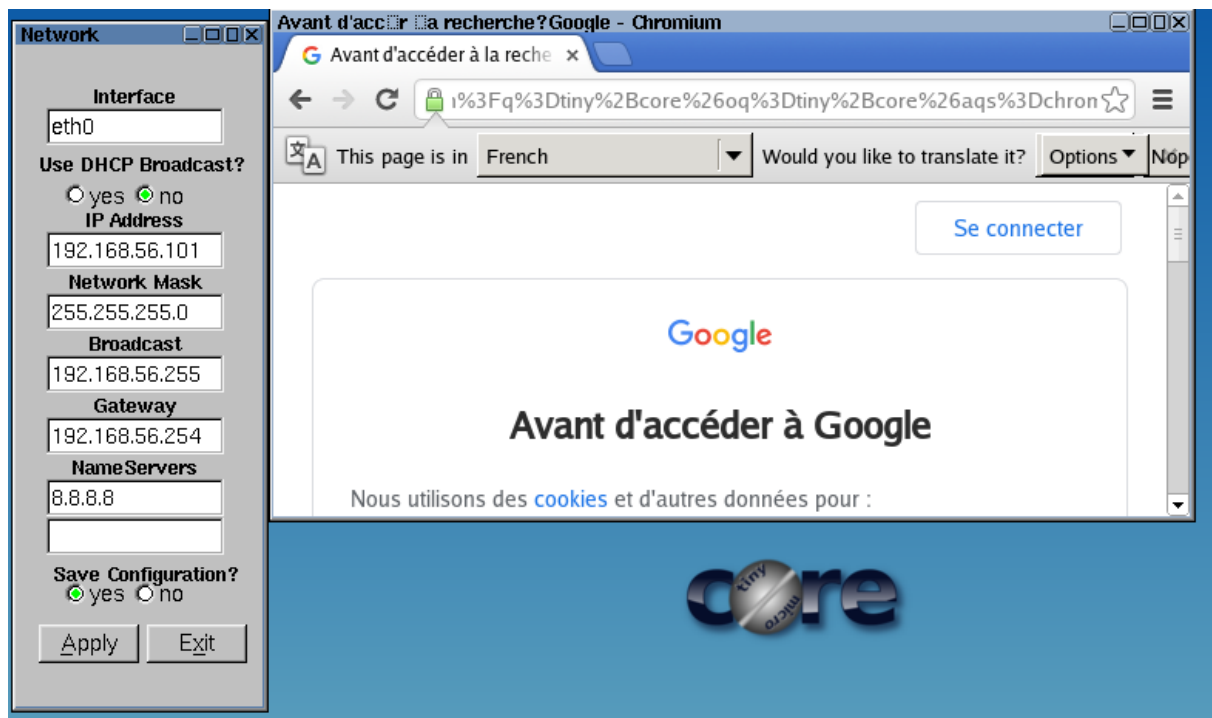 Network
Interface
eth0
Use DHCP Broadcast?
yes no
IP Address
192.168.56.101
Network Mask
255.255.255.0
Broadcast
192.168.56.255
Gateway
192.168.56.254
NameServers
8.8.8.8
Save Configuration?
yes no
Apply Exit
Avant d'acc□r □a recherche?Google - Chromium
Avant d'accéder à la reche
%3Fq%3Dtiny%2Bcore%26oq%3Dtiny%2Bcore%26aqs%3Dchron
This page is in French Would you like to translate it? Options Nop
Se connecter
Google
Avant d'accéder à Google
Nous utilisons des cookies et d'autres données pour :
core
tiny
micro